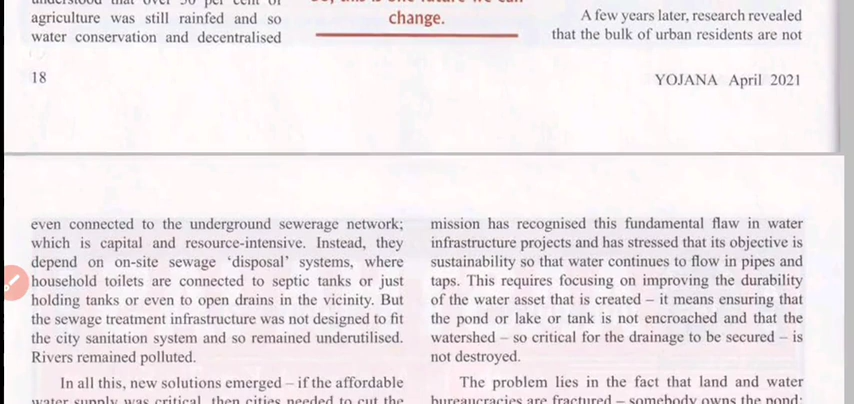 understood that over 50 per cent of
agriculture was still rainfed and so
water conservation and decentralised
change.
A few years later, research revealed
that the bulk of urban residents are not
18
YOJANA April 2021
even connected to the underground sewerage network;
which is capital and resource-intensive. Instead, they
depend on on-site sewage ‘disposal’ systems, where
household toilets are connected to septic tanks or just
holding tanks or even to open drains in the vicinity. But
the sewage treatment infrastructure was not designed to fit
the city sanitation system and so remained underutilised.
Rivers remained polluted.
In all this, new solutions emerged – if the affordable
water supply was critical, then cities needed to cut the
mission has recognised this fundamental flaw in water
infrastructure projects and has stressed that its objective is
sustainability so that water continues to flow in pipes and
taps. This requires focusing on improving the durability
of the water asset that is created – it means ensuring that
the pond or lake or tank is not encroached and that the
watershed – so critical for the drainage to be secured – is
not destroyed.
The problem lies in the fact that land and water
bureaucracies are fractured – somebody owns the pond;